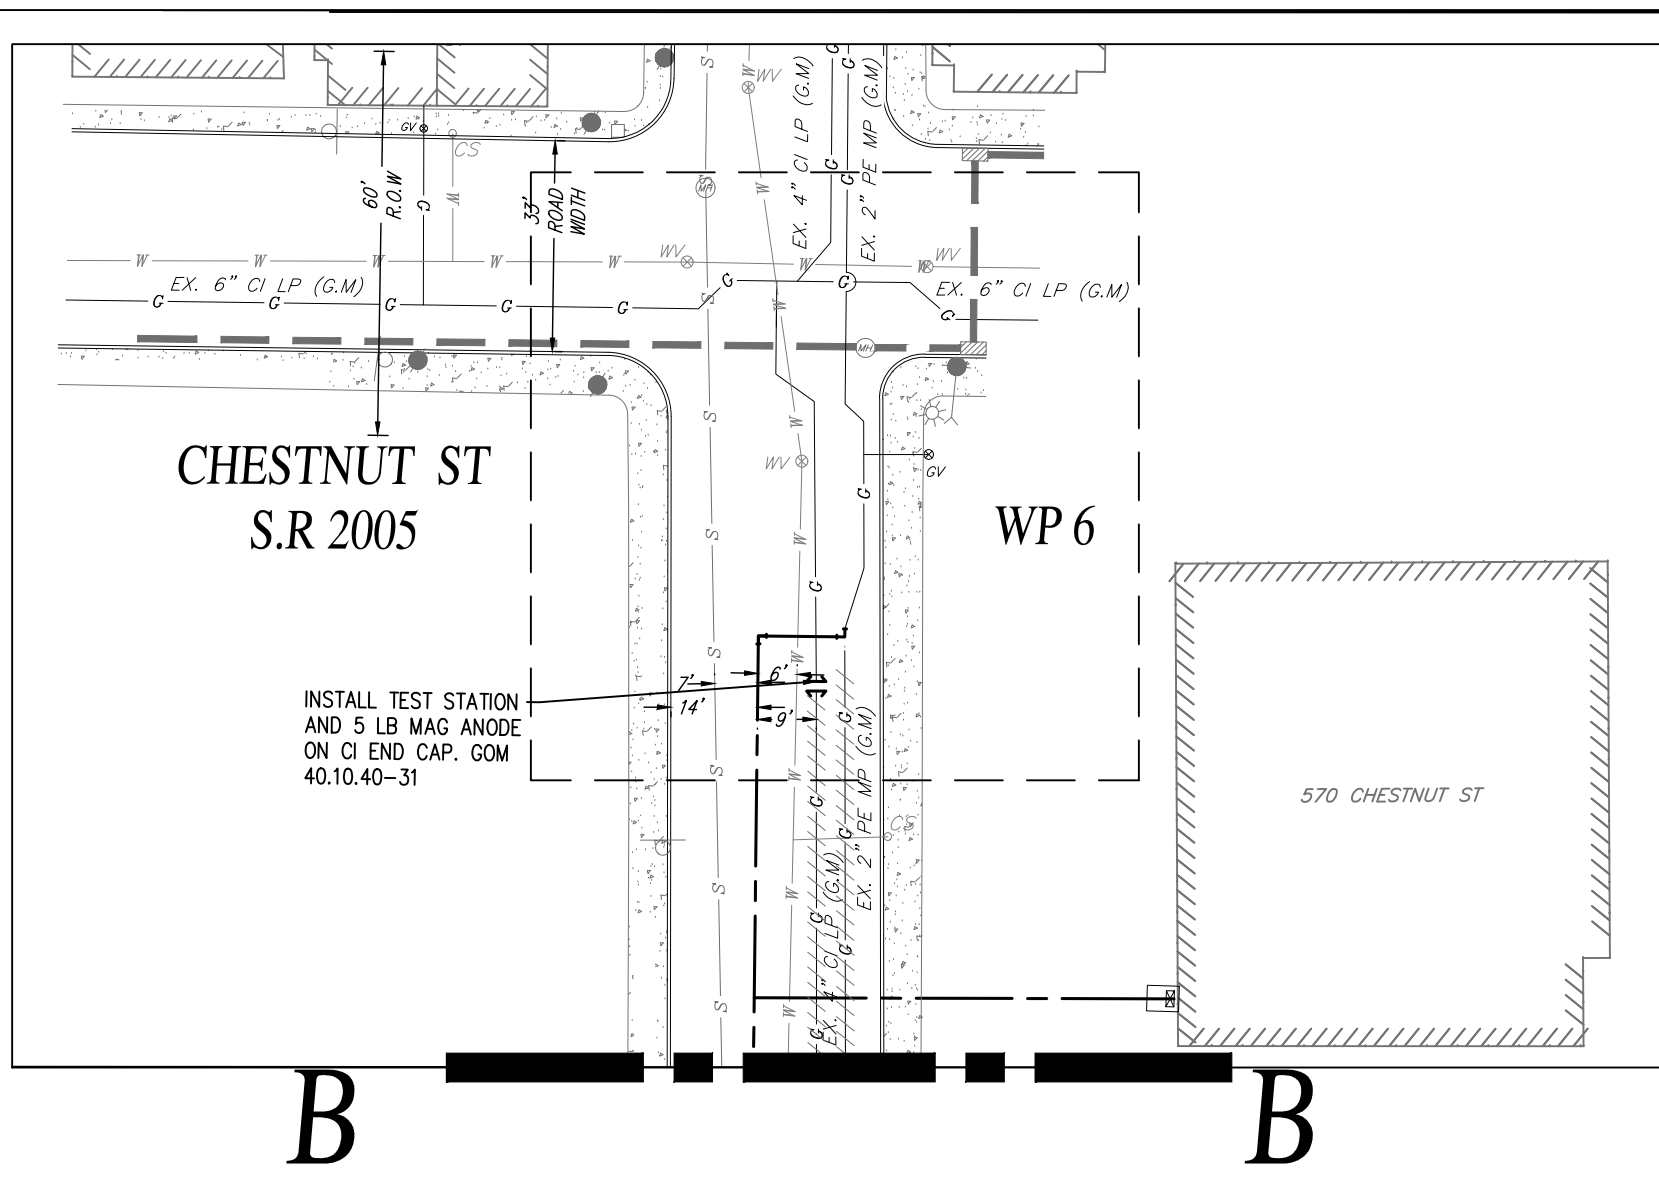 WV
EX. 4" CI LP (G.M)
EX. 2" PE MP (G.M)
G
G
S
W
GV
CS
60'
R.O.W
33'
ROAD
WIDTH
MH
S
W
G
G
G
W
W
W
W
W
W
WV
W
W
WV
EX. 6" CI LP (G.M)
EX. 6" CI LP (G.M)
G
G
G
G
G
G
G
G
S
W
MH
S
W
CHESTNUT ST
S.R 2005
WV
GV
G
WP 6
S
W
G
S
W
7'
6'
14'
9'
INSTALL TEST STATION
AND 5 LB MAG ANODE
ON CI END CAP. GOM
40.10.40-31
G
EX. 2" PE MP (G.M)
S
W
G
570 CHESTNUT ST
CS
G
EX. 4" CI LP (G.M)
S
W
G
G
S
W
G
B
B